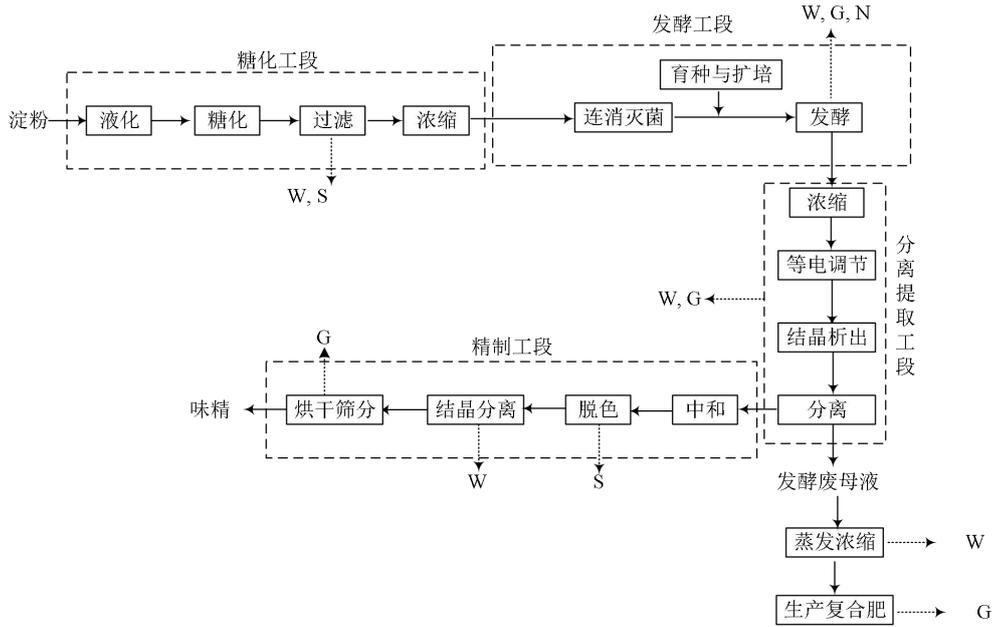 W, G, N
发酵工段
糖化工段
育种与扩培
淀粉
液化
糖化
过滤
浓缩
连消灭菌
发酵
W, S
浓缩
等电调节
分离提取工段
W, G
结晶析出
G
精制工段
味精
烘干筛分
结晶分离
脱色
中和
分离
W
S
发酵废母液
蒸发浓缩
W
生产复合肥
G